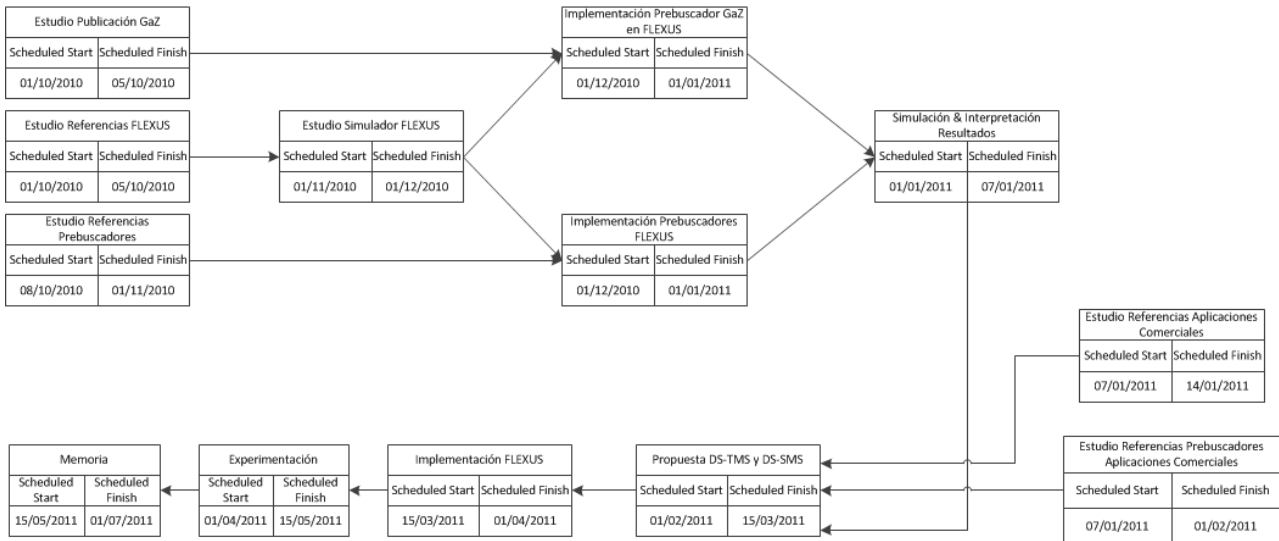 Estudio Publicación GaZ
Scheduled Start Scheduled Finish
01/10/2010 05/10/2010
Implementación Prebuscador GaZ
en FLEXUS
Scheduled Start Scheduled Finish
01/12/2010 01/01/2011
Estudio Referencias FLEXUS
Scheduled Start Scheduled Finish
01/10/2010 05/10/2010
Estudio Simulador FLEXUS
Scheduled Start Scheduled Finish
01/11/2010 01/12/2010
Simulación & Interpretación
Resultados
Scheduled Start Scheduled Finish
01/01/2011 07/01/2011
Estudio Referencias
Prebuscadores
Scheduled Start Scheduled Finish
08/10/2010 01/11/2010
Implementación Prebuscadores
FLEXUS
Scheduled Start Scheduled Finish
01/12/2010 01/01/2011
Estudio Referencias Aplicaciones
Comerciales
Scheduled Start Scheduled Finish
07/01/2011 14/01/2011
Memoria
Scheduled Scheduled
Start Finish
15/05/2011 01/07/2011
Experimentación
Scheduled Scheduled
Start Finish
01/04/2011 15/05/2011
Implementación FLEXUS
Scheduled Start Scheduled Finish
15/03/2011 01/04/2011
Propuesta DS-TMS y DS-SMS
Scheduled Start Scheduled Finish
01/02/2011 15/03/2011
Estudio Referencias Prebuscadores
Aplicaciones Comerciales
Scheduled Start Scheduled Finish
07/01/2011 01/02/2011